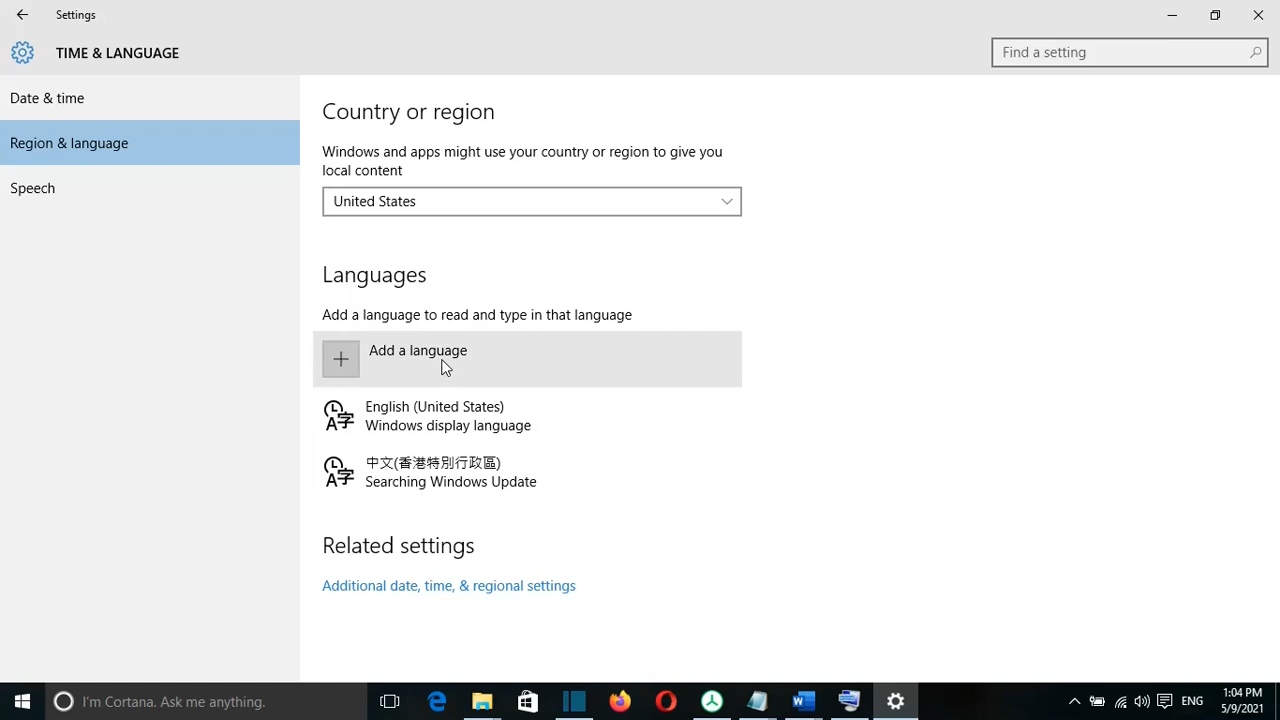 Settings
TIME & LANGUAGE
Find a setting
Date & time
Region & language
Speech
Country or region
Windows and apps might use your country or region to give you
local content
United States
Languages
Add a language to read and type in that language
Add a language
English (United States)
Windows display language
中文(香港特別行政區)
Searching Windows Update
Related settings
Additional date, time, & regional settings
I'm Cortana. Ask me anything.
ENG
1:04 PM
5/9/2021